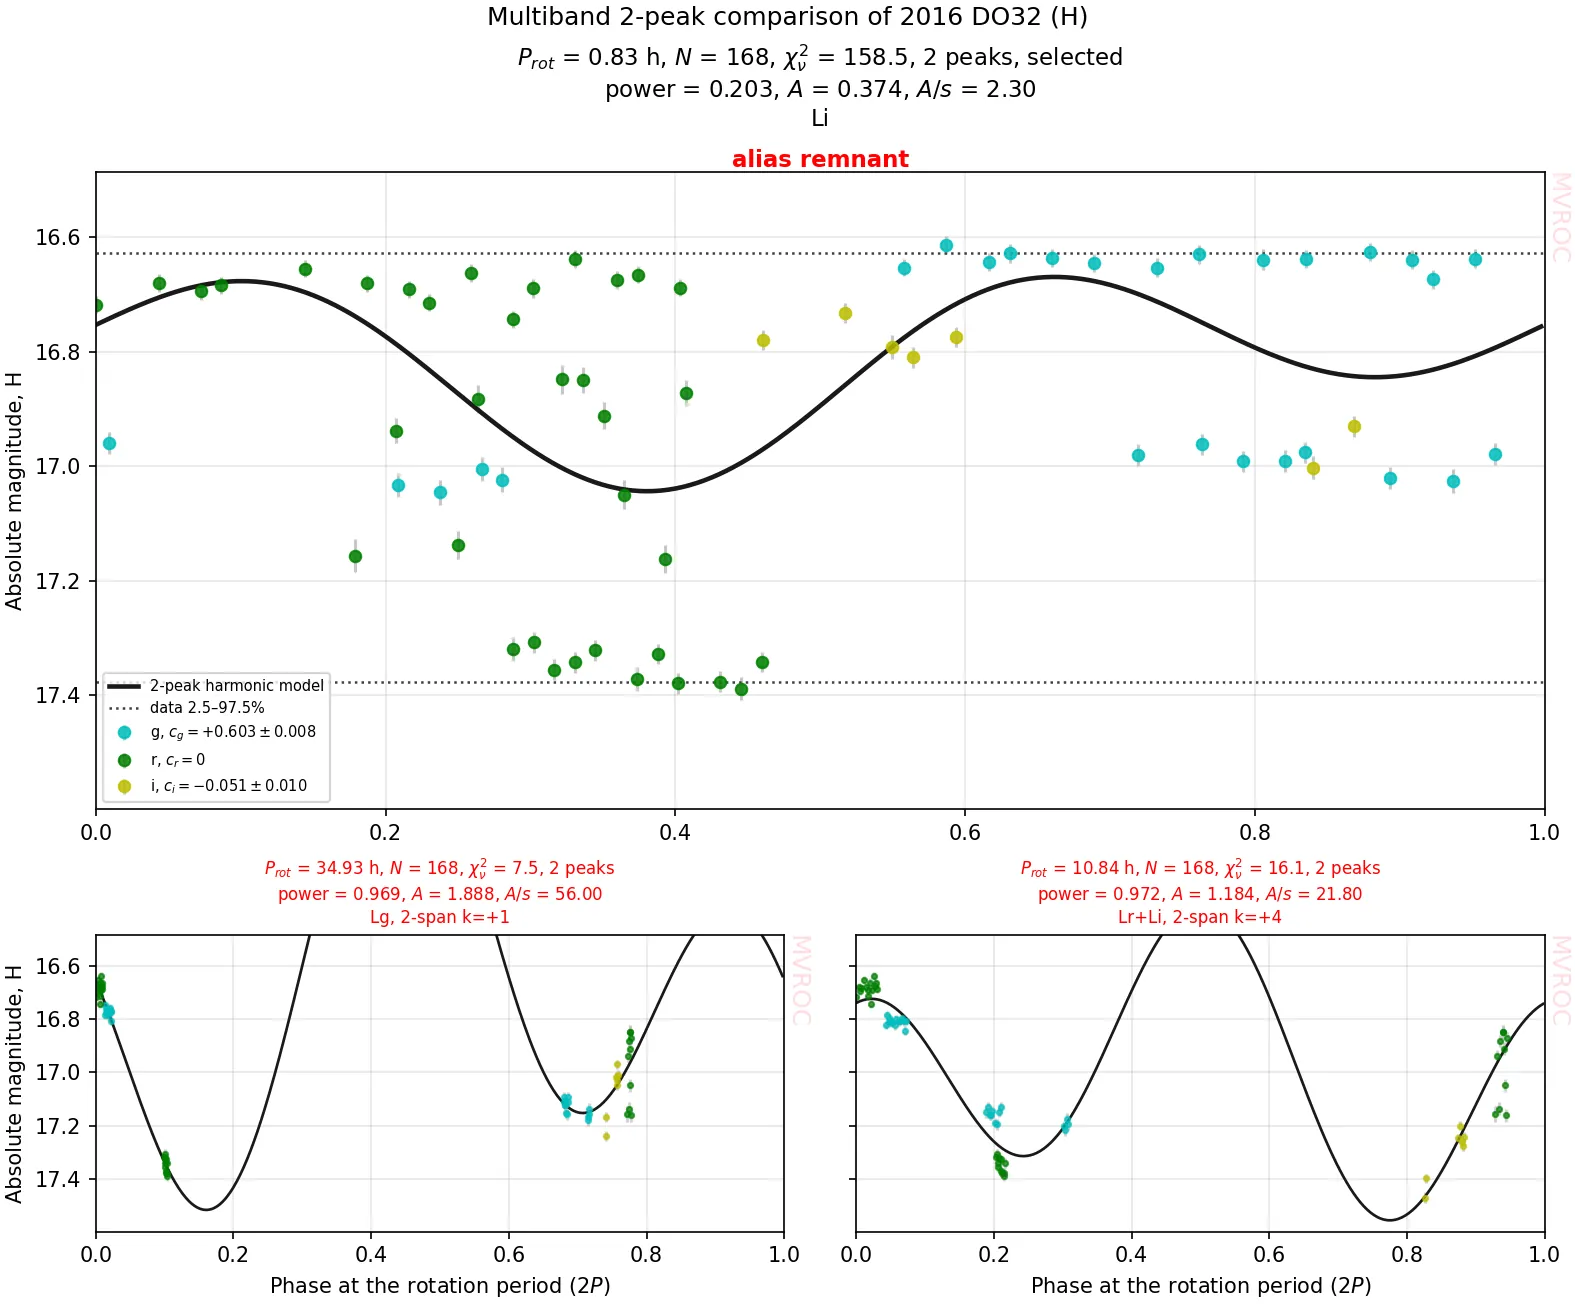 Multiband 2-peak comparison of 2016 DO32 (H)
P_rot = 0.83 h, N = 168, χ²_ν = 158.5, 2 peaks, selected
power = 0.203, A = 0.374, A/s = 2.30
Li
alias remnant
MVROC
Absolute magnitude, H
16.6
16.8
17.0
17.2
17.4
2-peak harmonic model
data 2.5–97.5%
g, c_g = +0.603 ± 0.008
r, c_r = 0
i, c_i = −0.051 ± 0.010
0.0 0.2 0.4 0.6 0.8 1.0
P_rot = 34.93 h, N = 168, χ²_ν = 7.5, 2 peaks
power = 0.969, A = 1.888, A/s = 56.00
Lg, 2-span k=+1
MVROC
Absolute magnitude, H
16.6
16.8
17.0
17.2
17.4
0.0 0.2 0.4 0.6 0.8 1.0
Phase at the rotation period (2P)
P_rot = 10.84 h, N = 168, χ²_ν = 16.1, 2 peaks
power = 0.972, A = 1.184, A/s = 21.80
Lr+Li, 2-span k=+4
MVROC
0.0 0.2 0.4 0.6 0.8 1.0
Phase at the rotation period (2P)